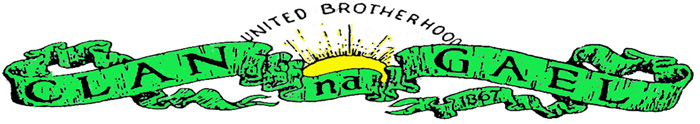 UNITED BROTHERHOOD
CLAN na GAEL
1867